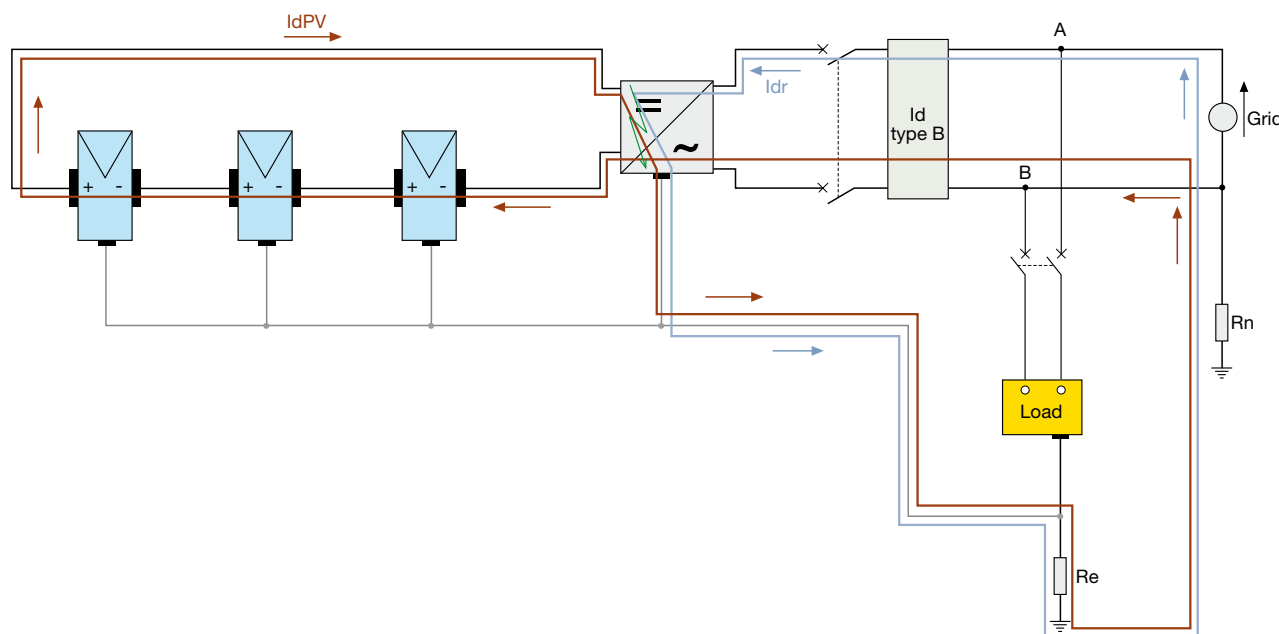 IdPV
A
Idr
Id
type B
Grid
+ -
+ -
+ -
B
Rn
Load
Re